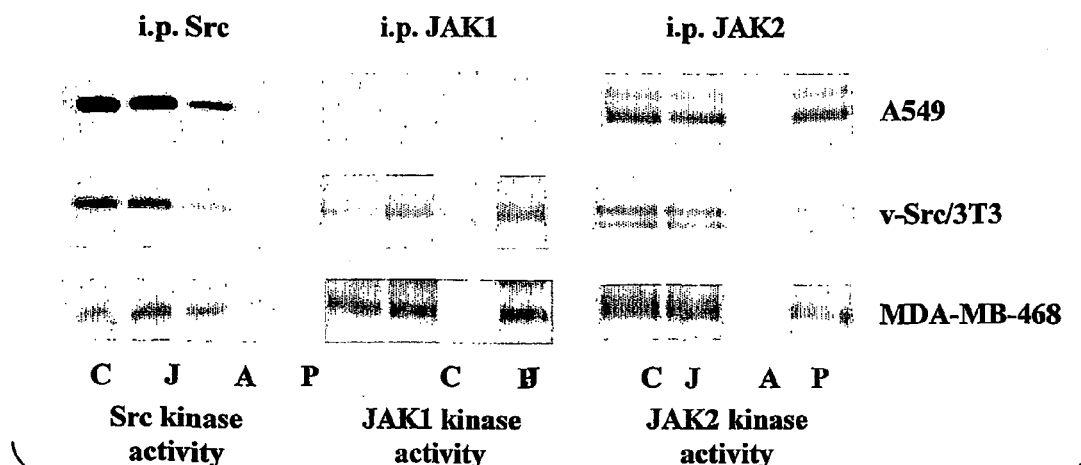 i.p. Src i.p. JAK1 i.p. JAK2
A549
v-Src/3T3
MDA-MB-468
C J A P C C J A P
Src kinase activity
JAK1 kinase activity
JAK2 kinase activity